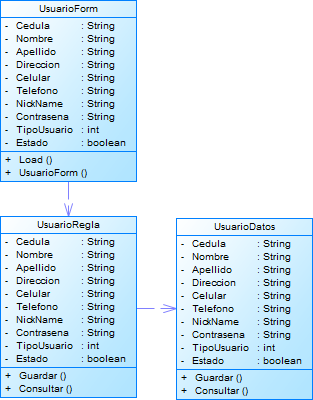 UsuarioForm
- Cedula : String
- Nombre : String
- Apellido : String
- Direccion : String
- Celular : String
- Telefono : String
- NickName : String
- Contrasena : String
- TipoUsuario : int
- Estado : boolean
+ Load ()
+ UsuarioForm ()
UsuarioRegla
- Cedula : String
- Nombre : String
- Apellido : String
- Direccion : String
- Celular : String
- Telefono : String
- NickName : String
- Contrasena : String
- TipoUsuario : int
- Estado : boolean
+ Guardar ()
+ Consultar ()
UsuarioDatos
- Cedula : String
- Nombre : String
- Apellido : String
- Direccion : String
- Celular : String
- Telefono : String
- NickName : String
- Contrasena : String
- TipoUsuario : int
- Estado : boolean
+ Guardar ()
+ Consultar ()